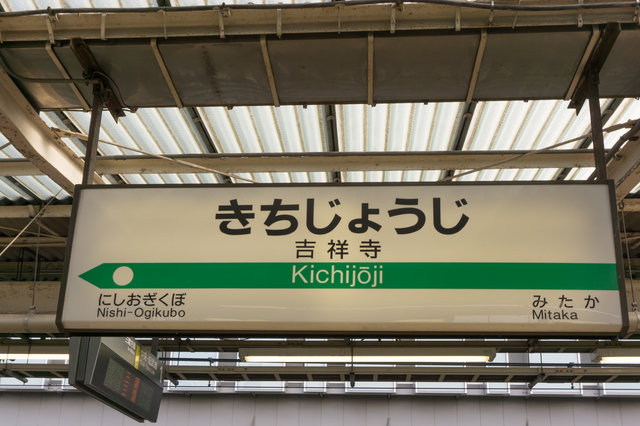 きちじょうじ
吉祥寺
Kichijōji
にしおぎくぼ
Nishi-Ogikubo
みたか
Mitaka